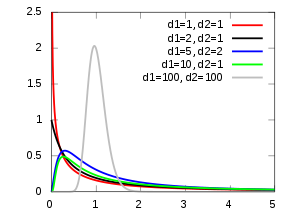 2.5
2
1.5
1
0.5
0
0 1 2 3 4 5
d1=1, d2=1
d1=2, d2=1
d1=5, d2=2
d1=10, d2=1
d1=100, d2=100